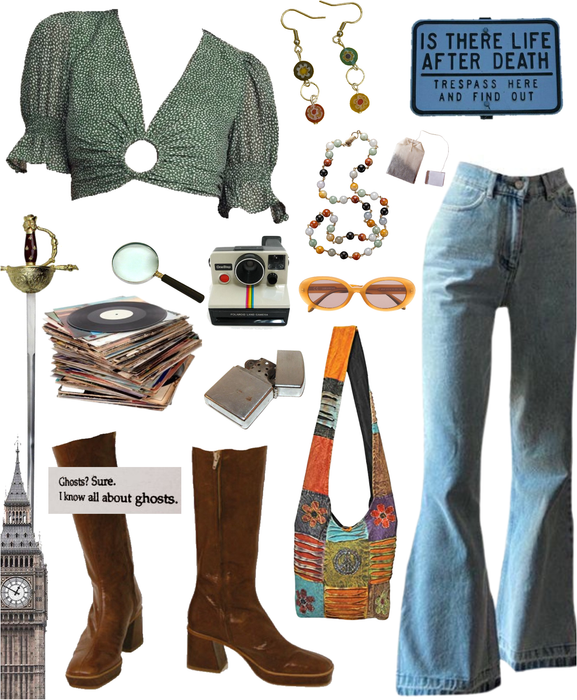 IS THERE LIFE
AFTER DEATH
TRESPASS HERE
AND FIND OUT
Ghosts? Sure.
I know all about ghosts.